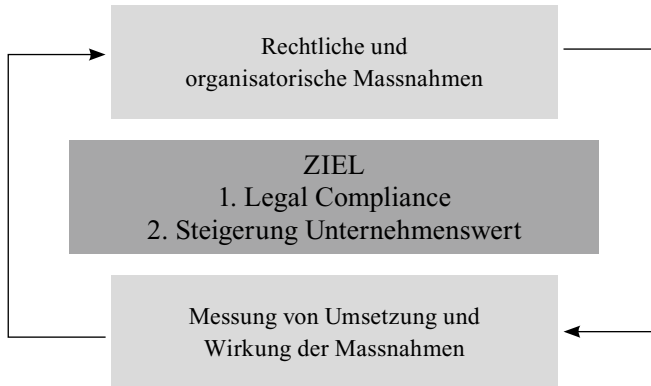 Rechtliche und
organisatorische Massnahmen
ZIEL
1. Legal Compliance
2. Steigerung Unternehmenswert
Messung von Umsetzung und
Wirkung der Massnahmen